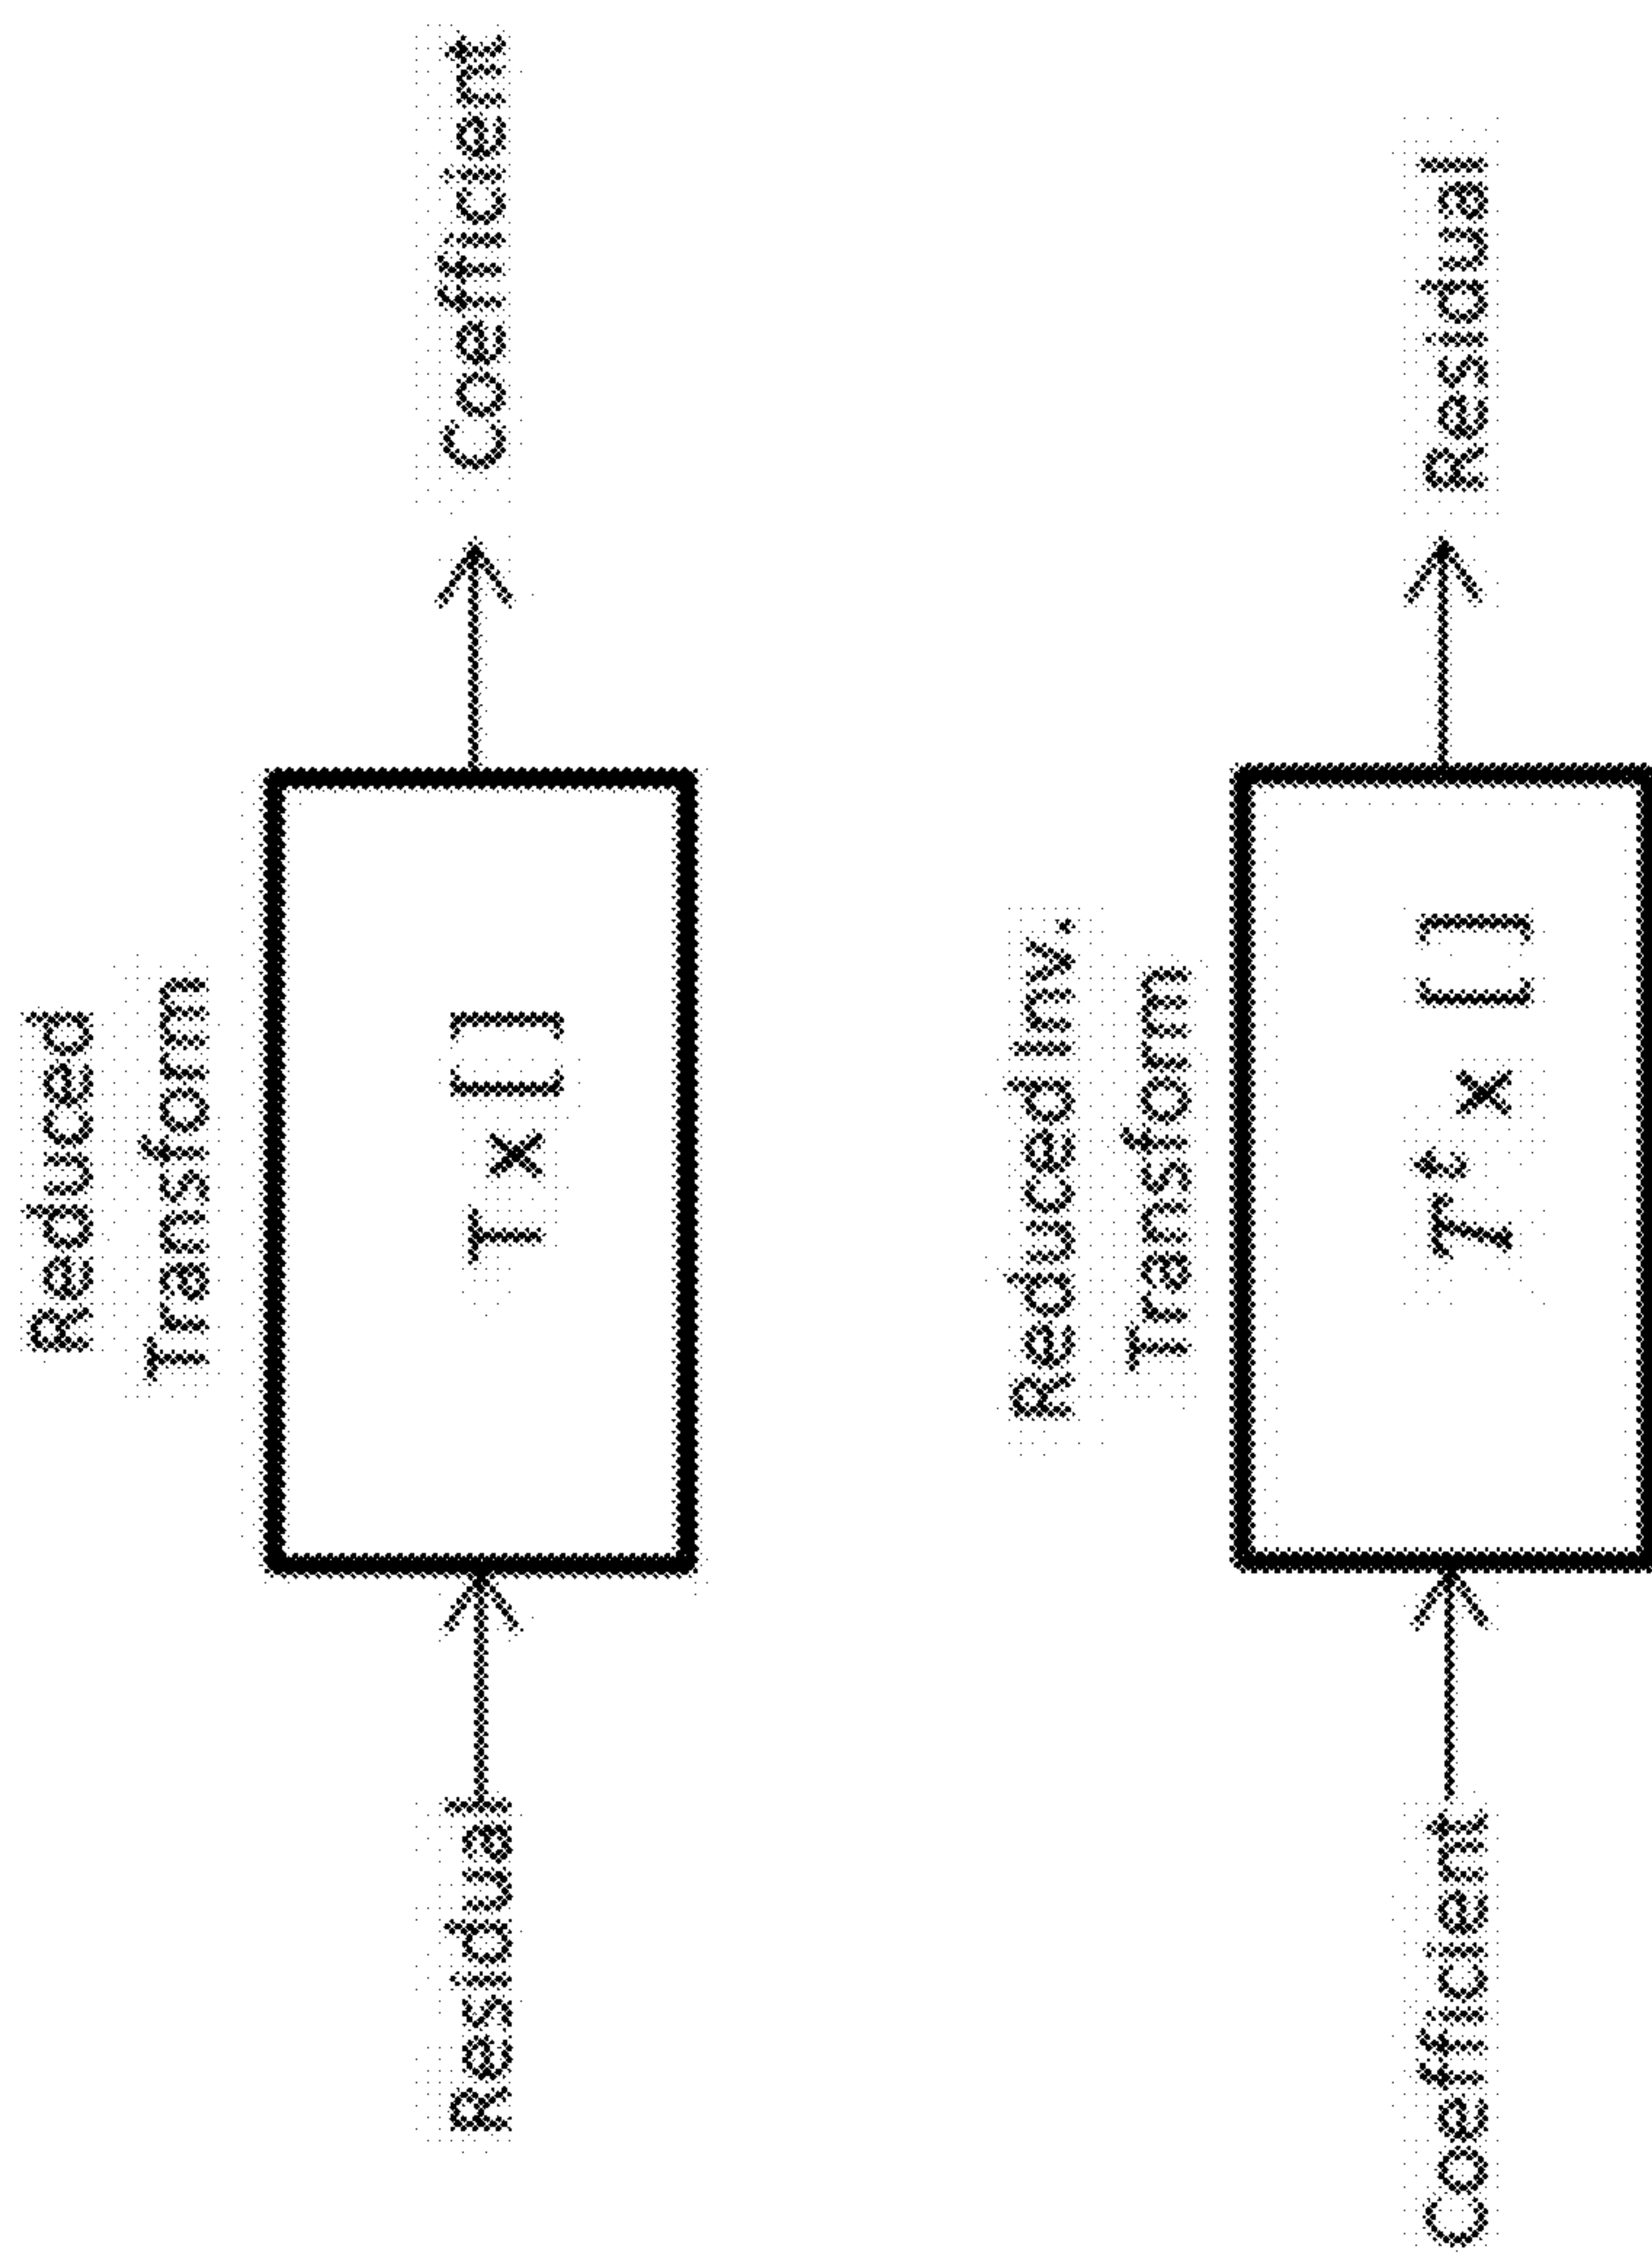 Reduced
Transform
Residual
T x []
Coefficient
Reduced Inv.
Transform
Coefficient
Tᵗ x []
Residual